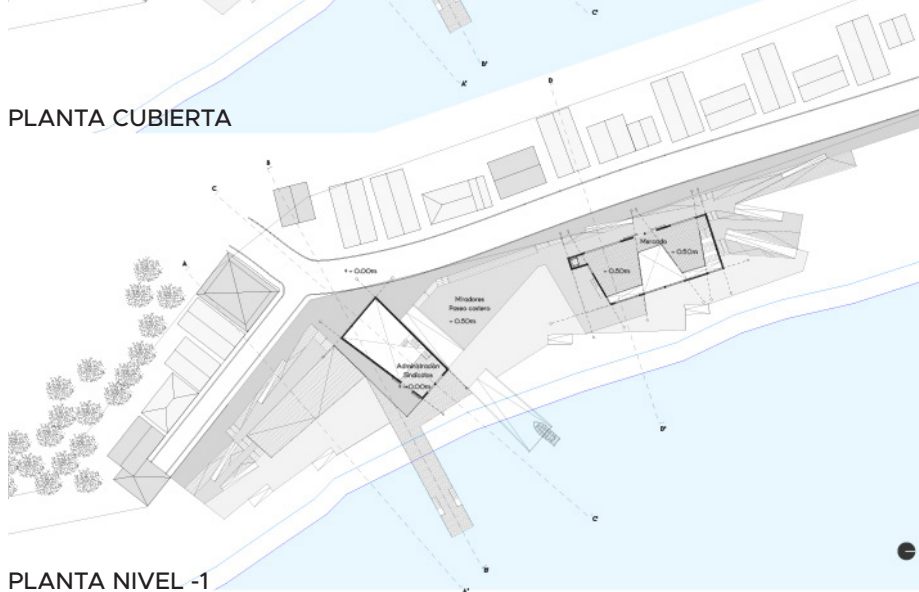 C'
B'
A'
PLANTA CUBIERTA
D
B
C
A
Mercado
- 0.50m
- 0.50m
+- 0.00m
Miradores
Paseo costero
- 0.50m
Administración
Sindicatos
+-0.00m
D'
C'
B'
A'
PLANTA NIVEL -1